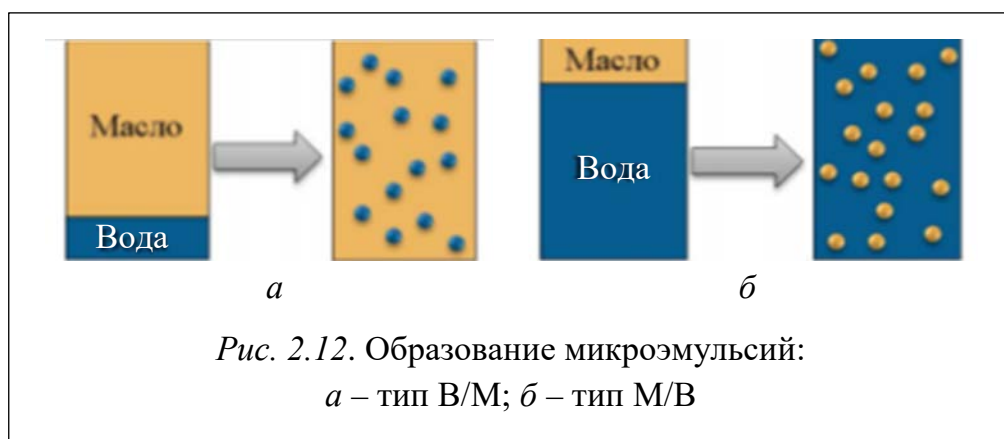 Масло
Вода
Масло
Вода
а
б
Рис. 2.12. Образование микроэмульсий:
а – тип В/М; б – тип М/В